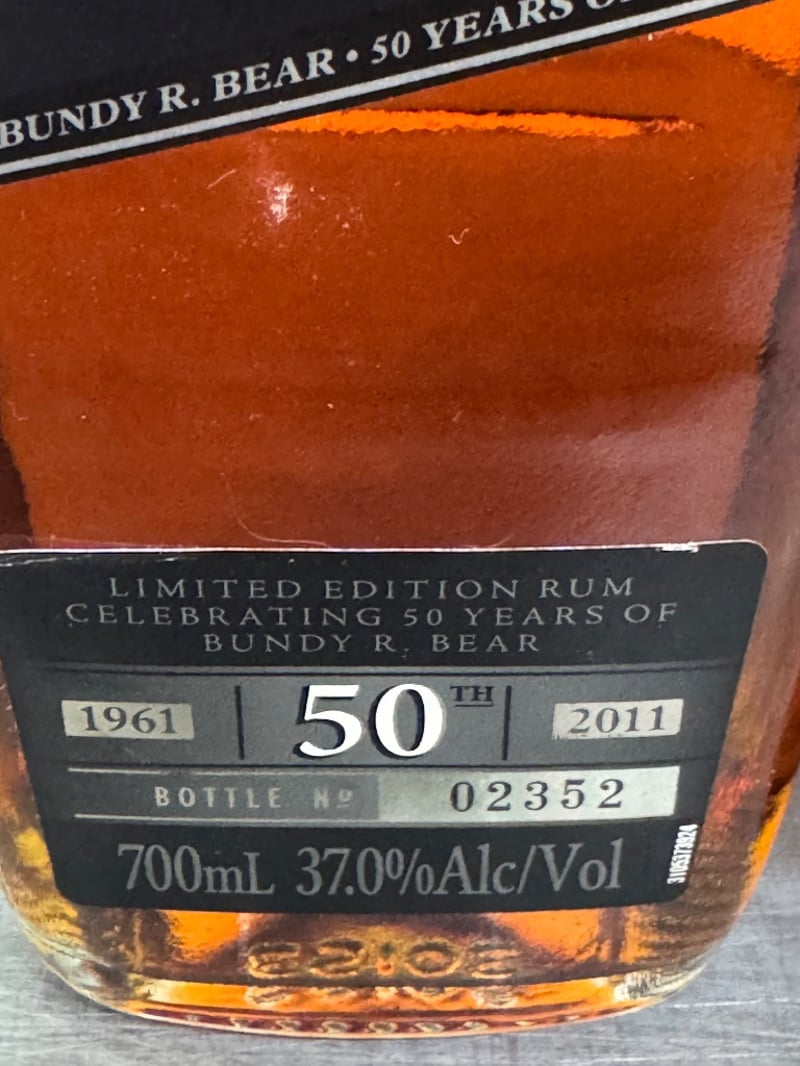 BUNDY R. BEAR • 50 YEARS
LIMITED EDITION RUM
CELEBRATING 50 YEARS OF
BUNDY R. BEAR
1961 50TH 2011
BOTTLE Nº 02352
700mL 37.0%Alc/Vol
3105373924